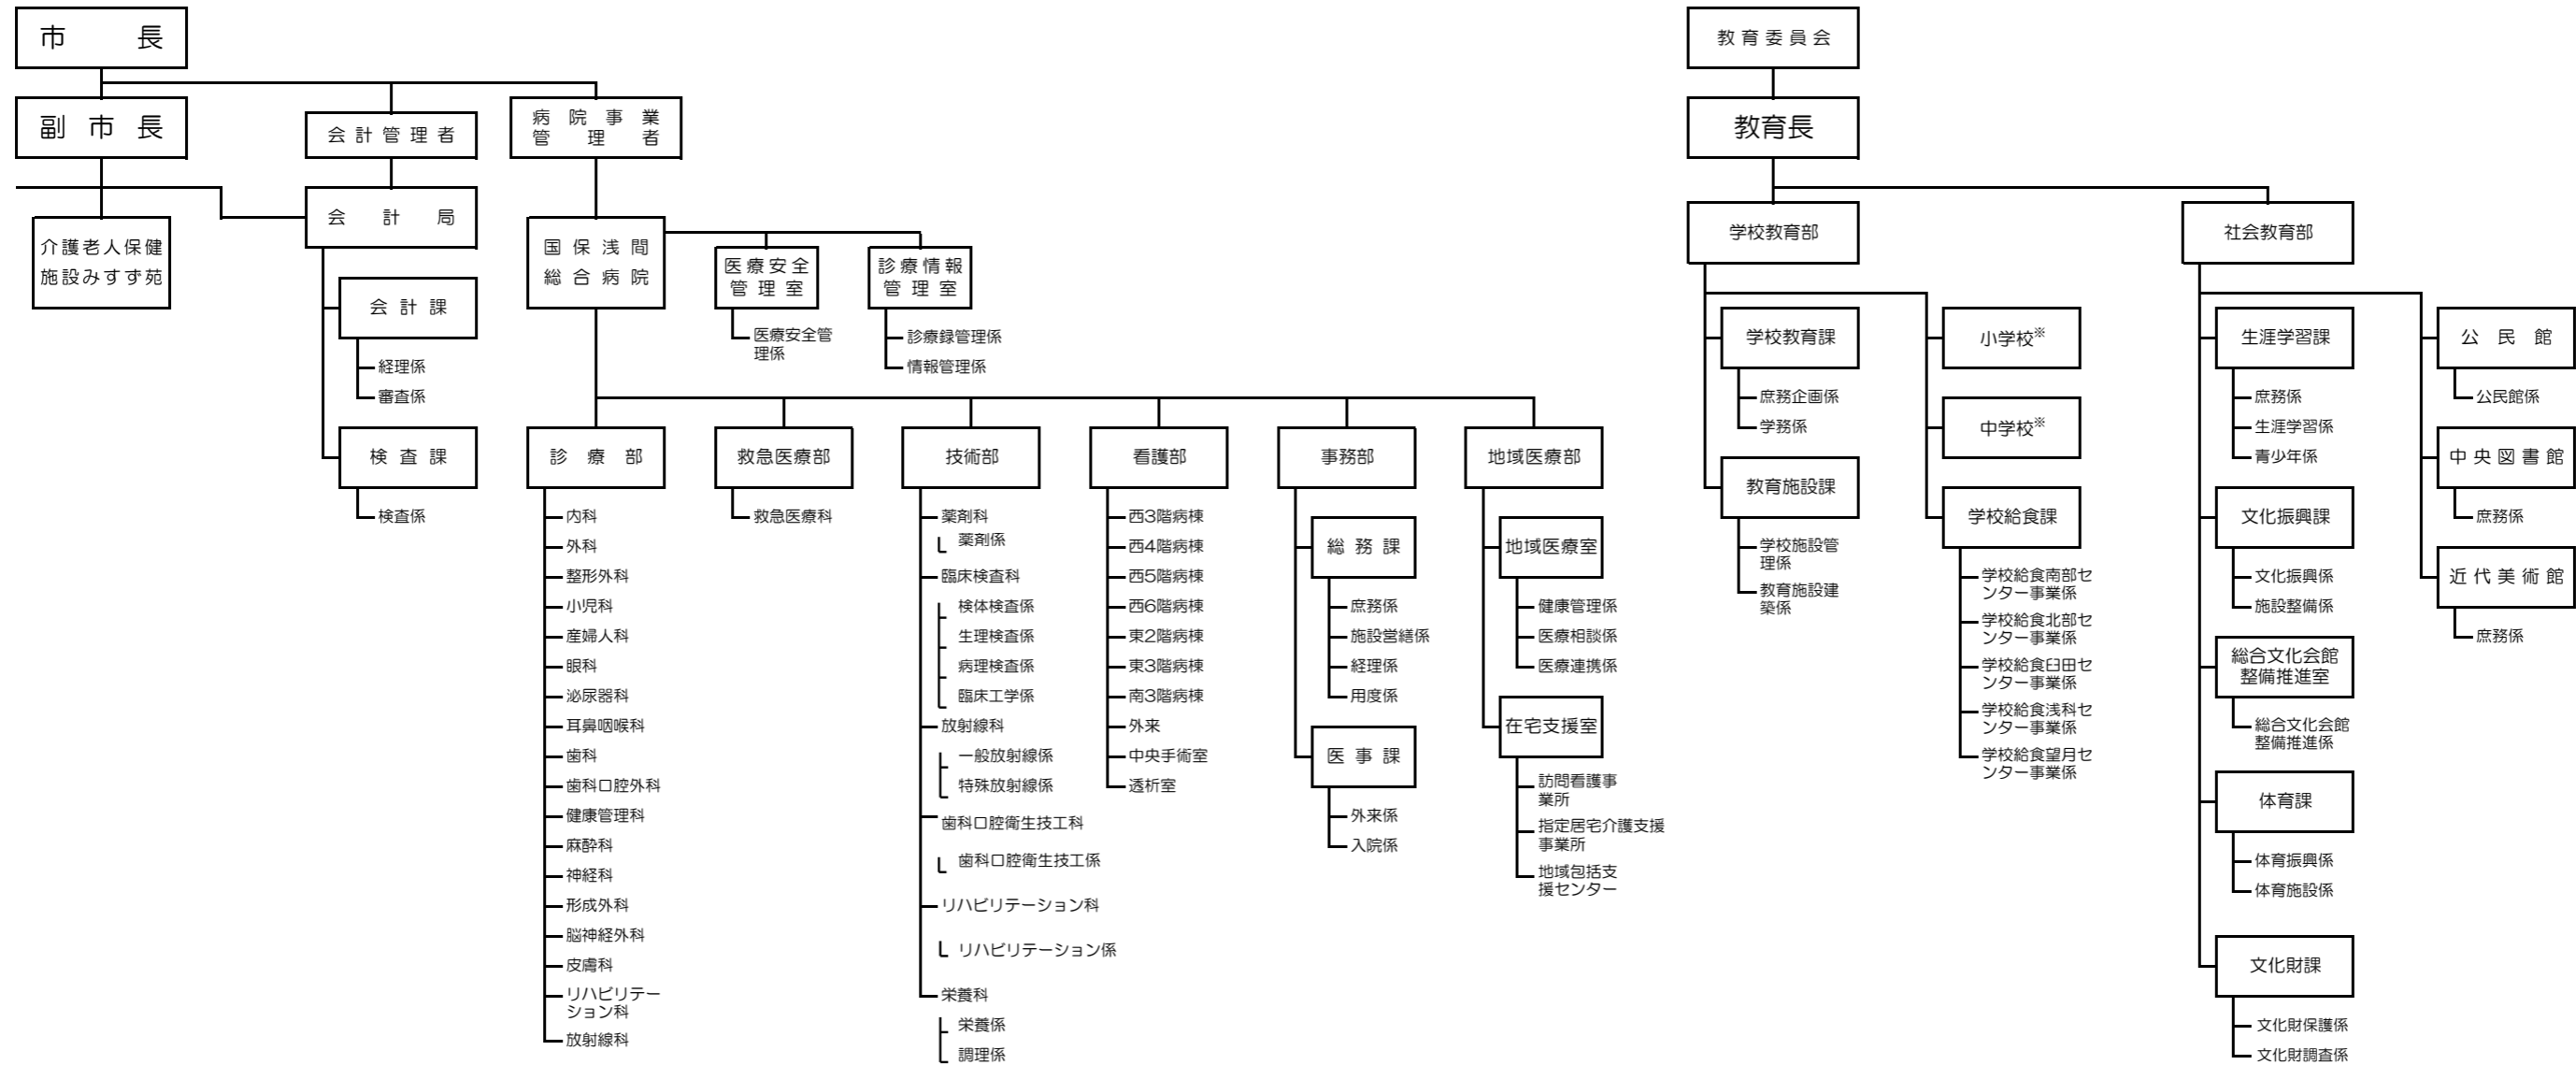 市長
副市長
介護老人保健
施設みすず苑
会計管理者
会計局
会計課
経理係
審査係
検査課
検査係
病院事業
管理者
国保浅間
総合病院
医療安全
管理室
医療安全管
理係
診療情報
管理室
診療録管理係
情報管理係
診療部
内科
外科
整形外科
小児科
産婦人科
眼科
泌尿器科
耳鼻咽喉科
歯科
歯科口腔外科
健康管理科
麻酔科
神経科
形成外科
脳神経外科
皮膚科
リハビリテー
ション科
放射線科
救急医療部
救急医療科
技術部
薬剤科
薬剤係
臨床検査科
検体検査係
生理検査係
病理検査係
臨床工学係
放射線科
一般放射線係
特殊放射線係
歯科口腔衛生技工科
歯科口腔衛生技工係
リハビリテーション科
リハビリテーション係
栄養科
栄養係
調理係
看護部
西3階病棟
西4階病棟
西5階病棟
西6階病棟
東2階病棟
東3階病棟
南3階病棟
外来
中央手術室
透析室
事務部
総務課
庶務係
施設営繕係
経理係
用度係
医事課
外来係
入院係
地域医療部
地域医療室
健康管理係
医療相談係
医療連携係
在宅支援室
訪問看護事
業所
指定居宅介護支援
事業所
地域包括支
援センター
教育委員会
教育長
学校教育部
学校教育課
庶務企画係
学務係
教育施設課
学校施設管
理係
教育施設建
築係
小学校※
中学校※
学校給食課
学校給食南部セ
ンター事業係
学校給食北部セ
ンター事業係
学校給食臼田セ
ンター事業係
学校給食浅科セ
ンター事業係
学校給食望月セ
ンター事業係
社会教育部
生涯学習課
庶務係
生涯学習係
青少年係
文化振興課
文化振興係
施設整備係
総合文化会館
整備推進室
総合文化会館
整備推進係
体育課
体育振興係
体育施設係
文化財課
文化財保護係
文化財調査係
公民館
公民館係
中央図書館
庶務係
近代美術館
庶務係